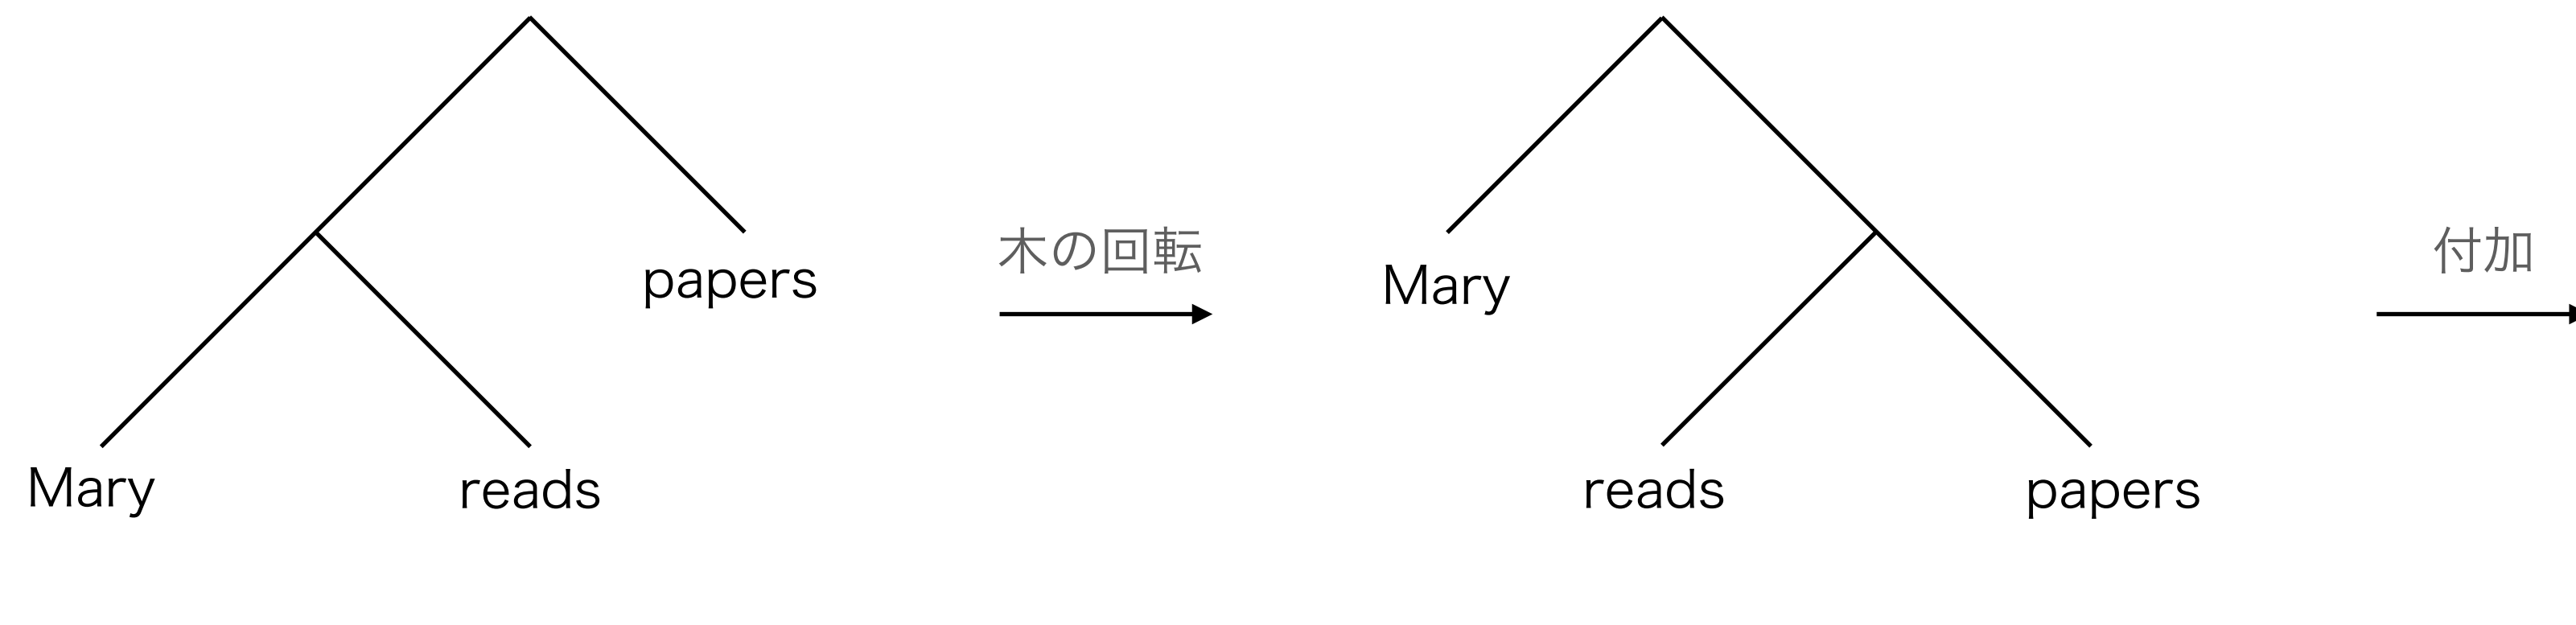 papers
Mary
reads
木の回転
Mary
reads
papers
付加